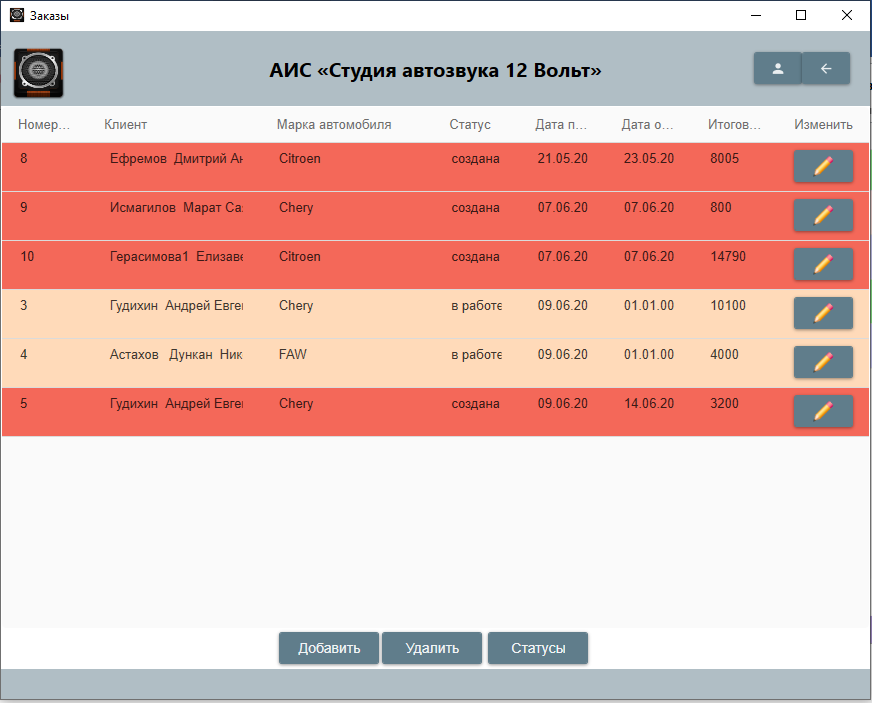 Заказы
АИС «Студия автозвука 12 Вольт»
Номер... Клиент Марка автомобиля Статус Дата п... Дата о... Итогов... Изменить
8 Ефремов Дмитрий Ан Citroen создана 21.05.20 23.05.20 8005
9 Исмагилов Марат Са Chery создана 07.06.20 07.06.20 800
10 Герасимова1 Елизаве Citroen создана 07.06.20 07.06.20 14790
3 Гудихин Андрей Евген Chery в работе 09.06.20 01.01.00 10100
4 Астахов Дункан Ник FAW в работе 09.06.20 01.01.00 4000
5 Гудихин Андрей Евген Chery создана 09.06.20 14.06.20 3200
Добавить Удалить Статусы